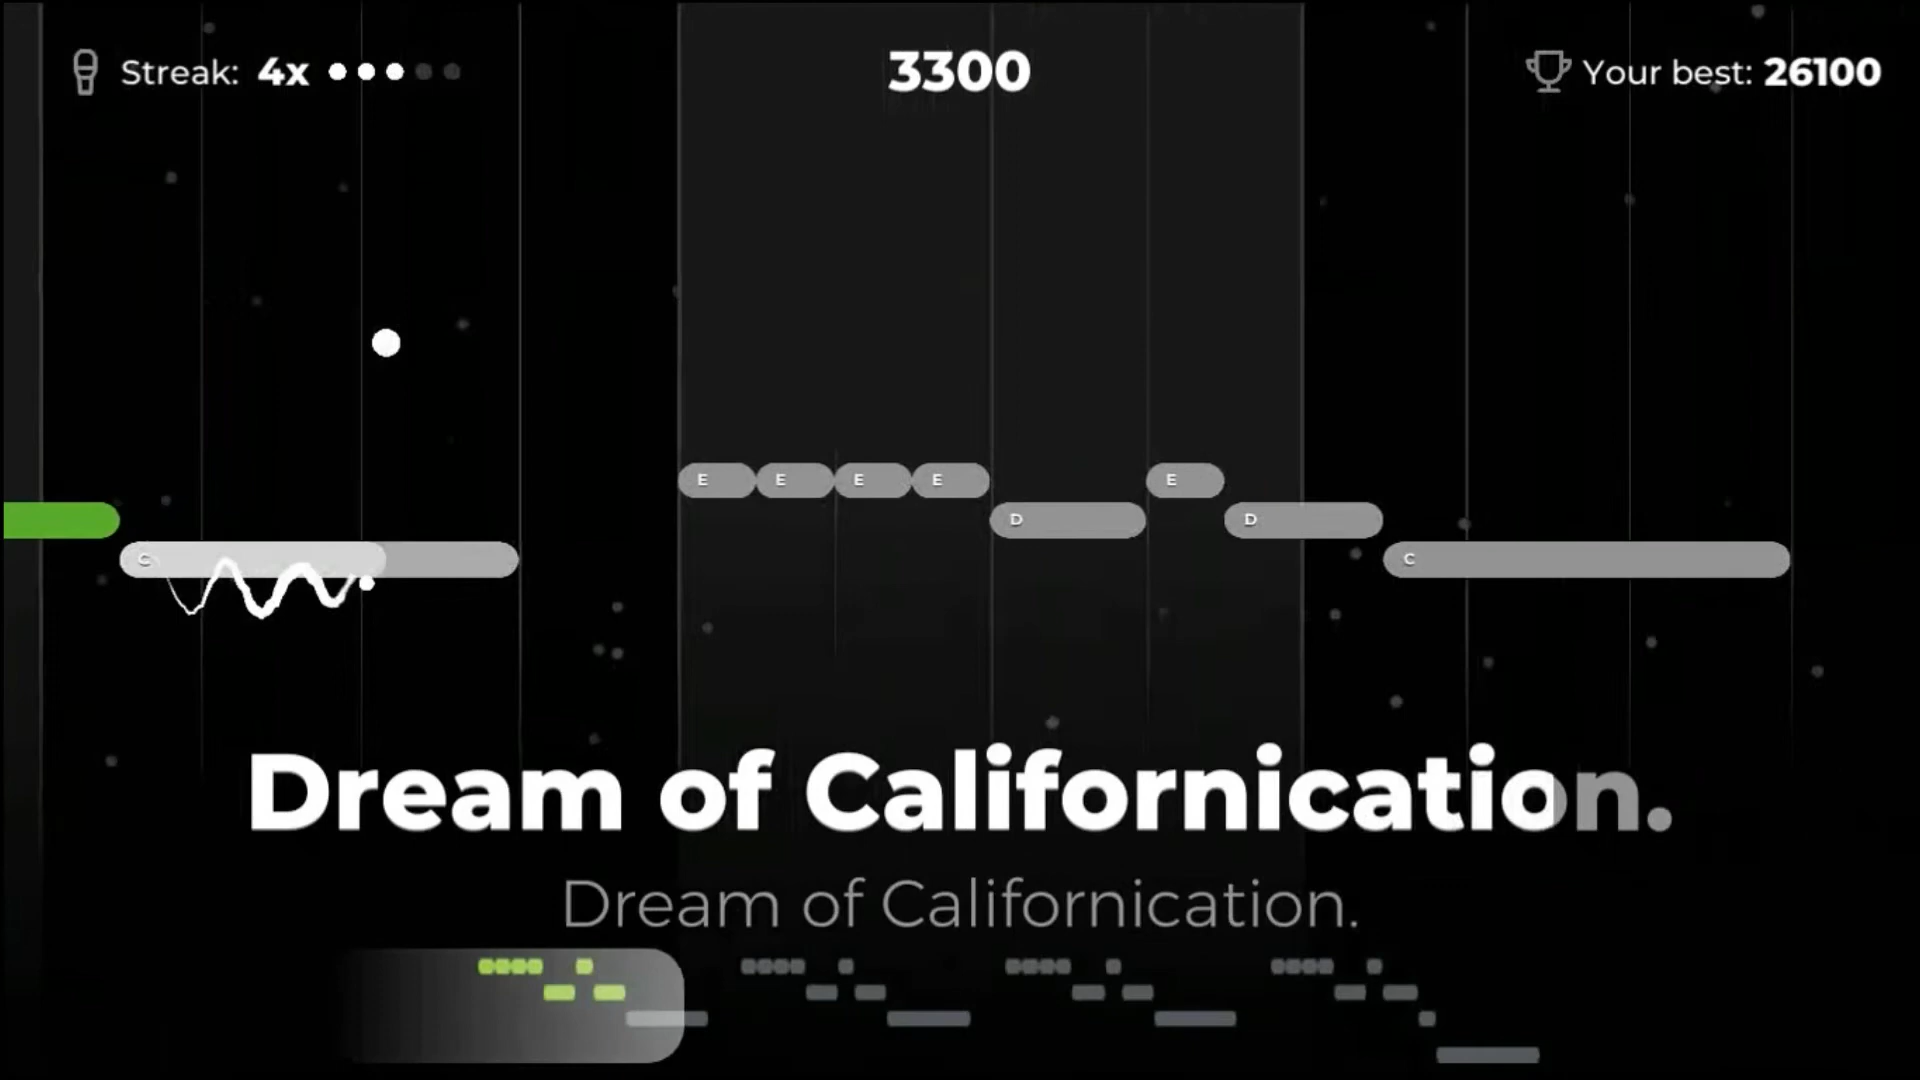 Streak: 4x
3300
Your best: 26100
E E E E E
D D
C C
Dream of Californication.
Dream of Californication.